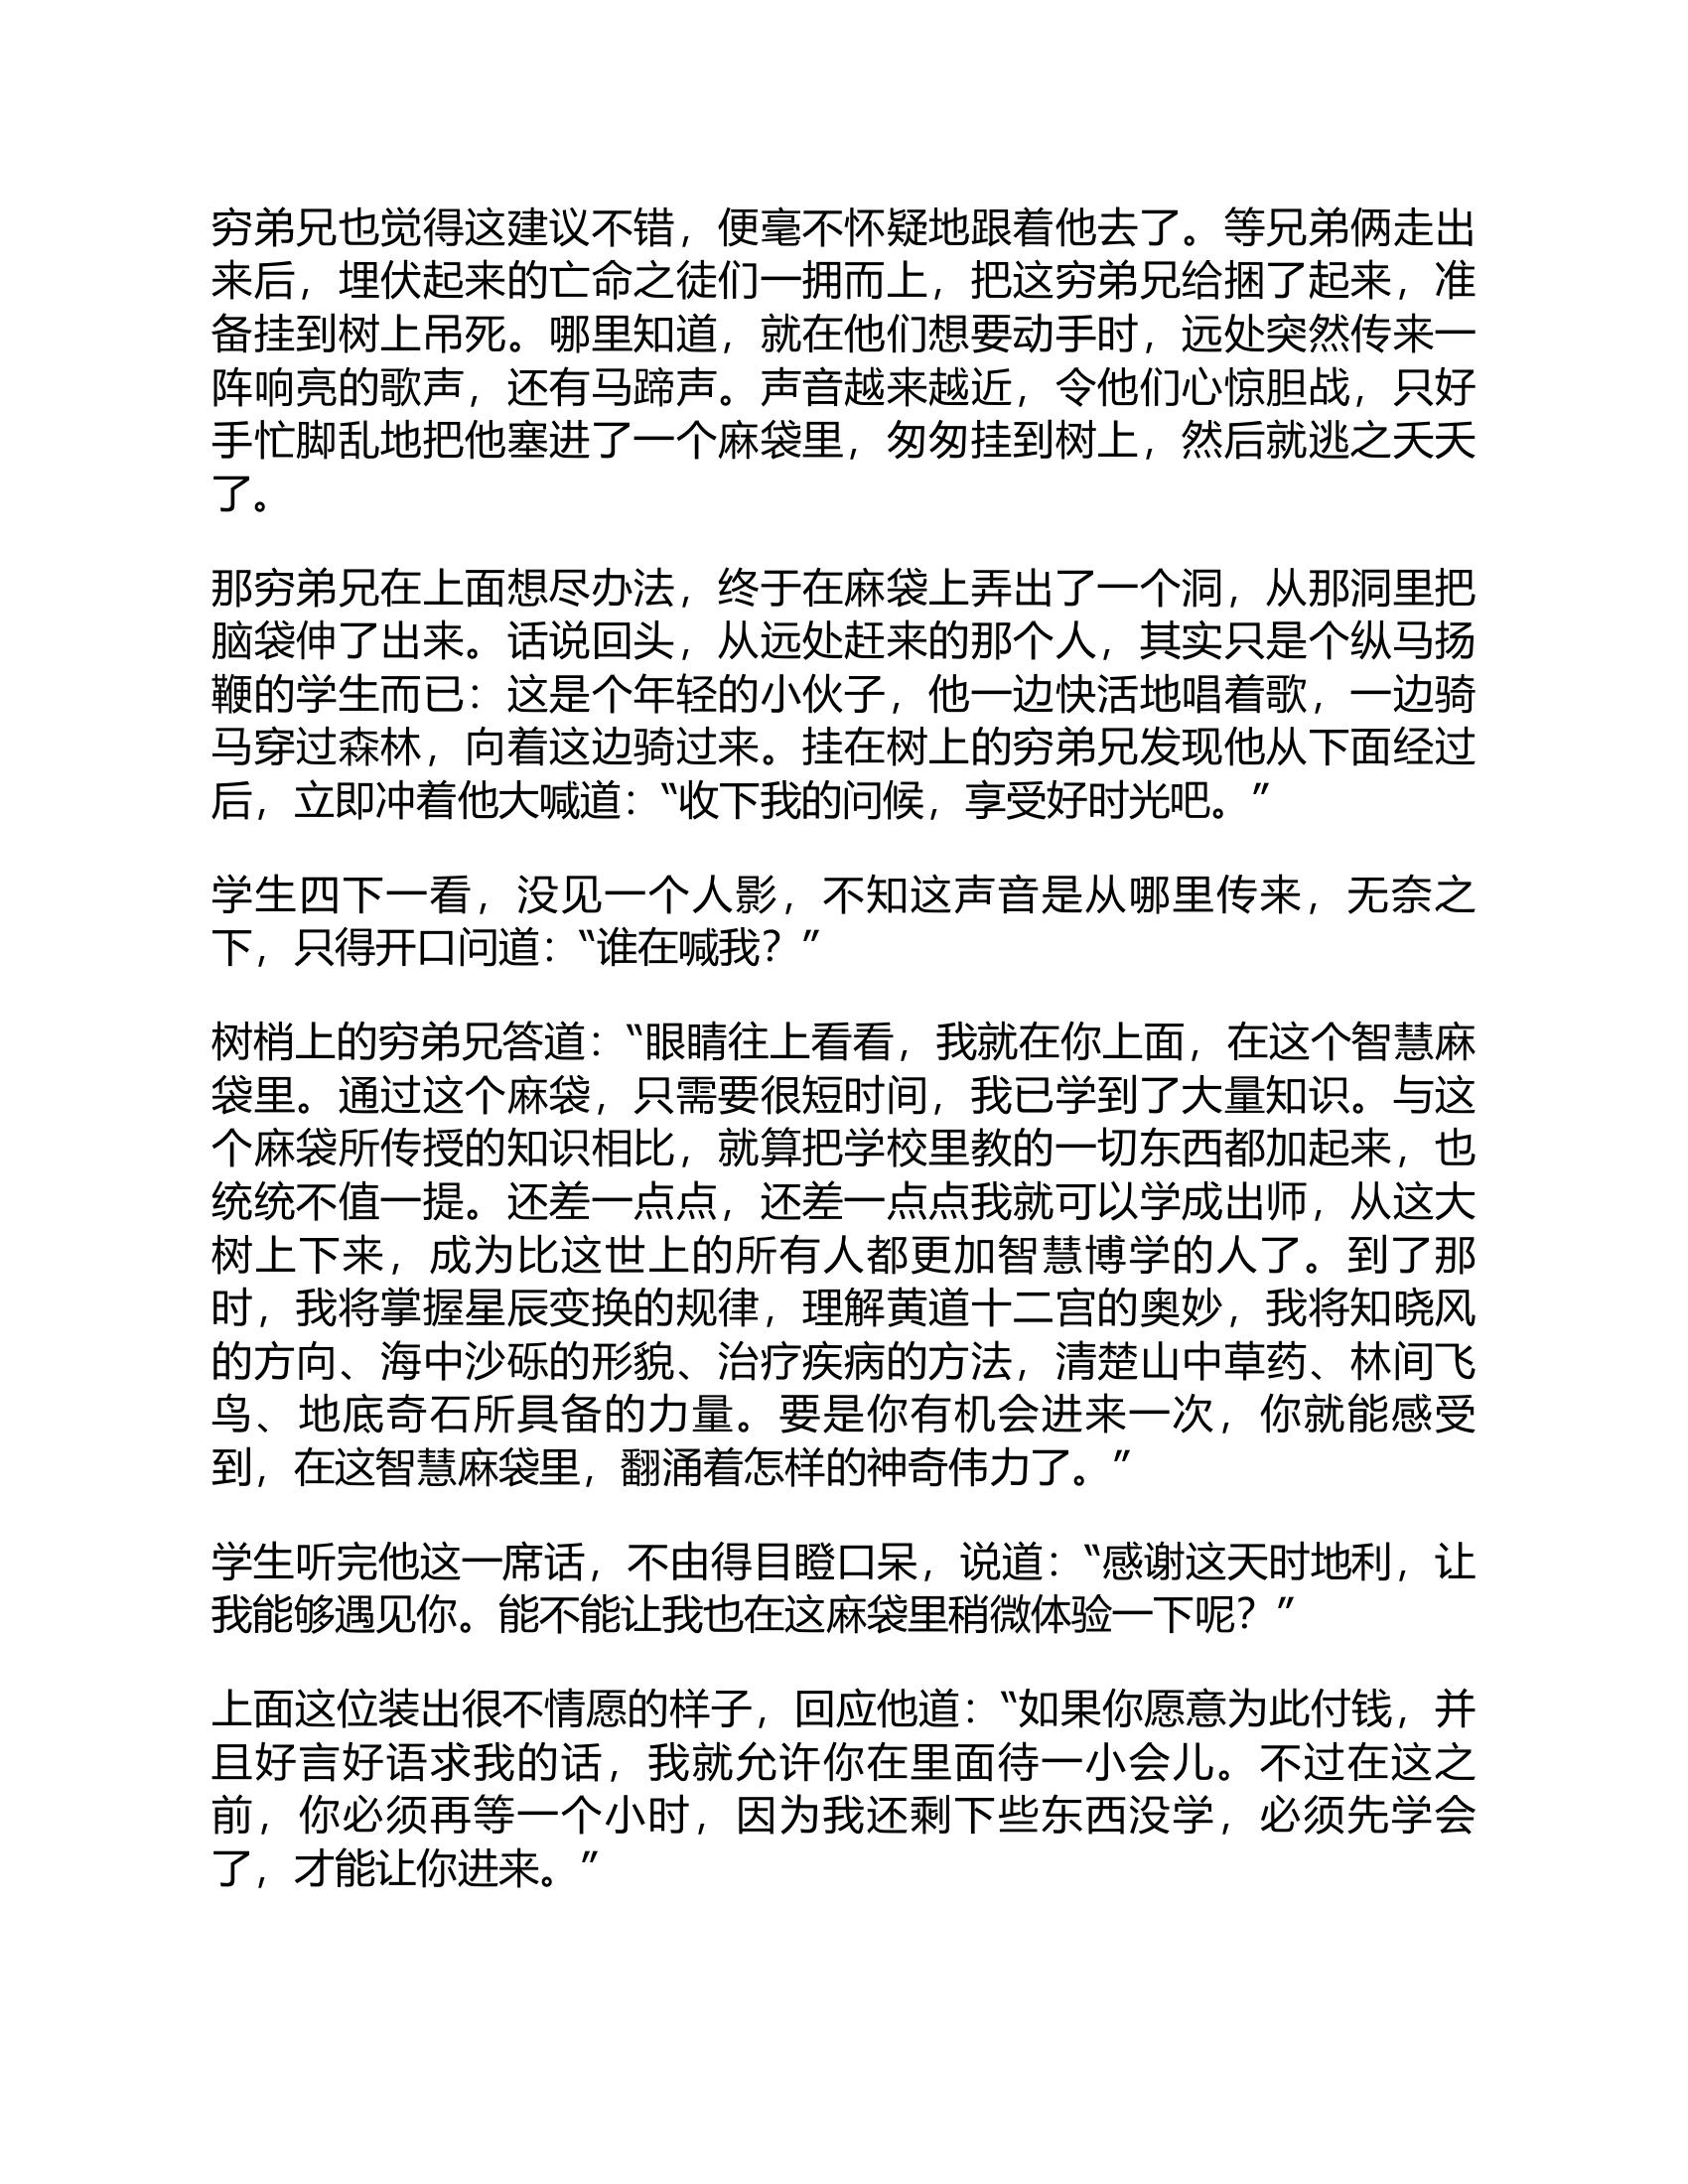 穷弟兄也觉得这建议不错，便毫不怀疑地跟着他去了。等兄弟俩走出
来后，埋伏起来的亡命之徒们一拥而上，把这穷弟兄给捆了起来，准
备挂到树上吊死。哪里知道，就在他们想要动手时，远处突然传来一
阵响亮的歌声，还有马蹄声。声音越来越近，令他们心惊胆战，只好
手忙脚乱地把他塞进了一个麻袋里，匆匆挂到树上，然后就逃之夭夭
了。
那穷弟兄在上面想尽办法，终于在麻袋上弄出了一个洞，从那洞里把
脑袋伸了出来。话说回头，从远处赶来的那个人，其实只是个纵马扬
鞭的学生而已：这是个年轻的小伙子，他一边快活地唱着歌，一边骑
马穿过森林，向着这边骑过来。挂在树上的穷弟兄发现他从下面经过
后，立即冲着他大喊道：“收下我的问候，享受好时光吧。”
学生四下一看，没见一个人影，不知这声音是从哪里传来，无奈之
下，只得开口问道：“谁在喊我？”
树梢上的穷弟兄答道：“眼睛往上看看，我就在你上面，在这个智慧麻
袋里。通过这个麻袋，只需要很短时间，我已学到了大量知识。与这
个麻袋所传授的知识相比，就算把学校里教的一切东西都加起来，也
统统不值一提。还差一点点，还差一点点我就可以学成出师，从这大
树上下来，成为比这世上的所有人都更加智慧博学的人了。到了那
时，我将掌握星辰变换的规律，理解黄道十二宫的奥妙，我将知晓风
的方向、海中沙砾的形貌、治疗疾病的方法，清楚山中草药、林间飞
鸟、地底奇石所具备的力量。要是你有机会进来一次，你就能感受
到，在这智慧麻袋里，翻涌着怎样的神奇伟力了。”
学生听完他这一席话，不由得目瞪口呆，说道：“感谢这天时地利，让
我能够遇见你。能不能让我也在这麻袋里稍微体验一下呢？”
上面这位装出很不情愿的样子，回应他道：“如果你愿意为此付钱，并
且好言好语求我的话，我就允许你在里面待一小会儿。不过在这之
前，你必须再等一个小时，因为我还剩下些东西没学，必须先学会
了，才能让你进来。”